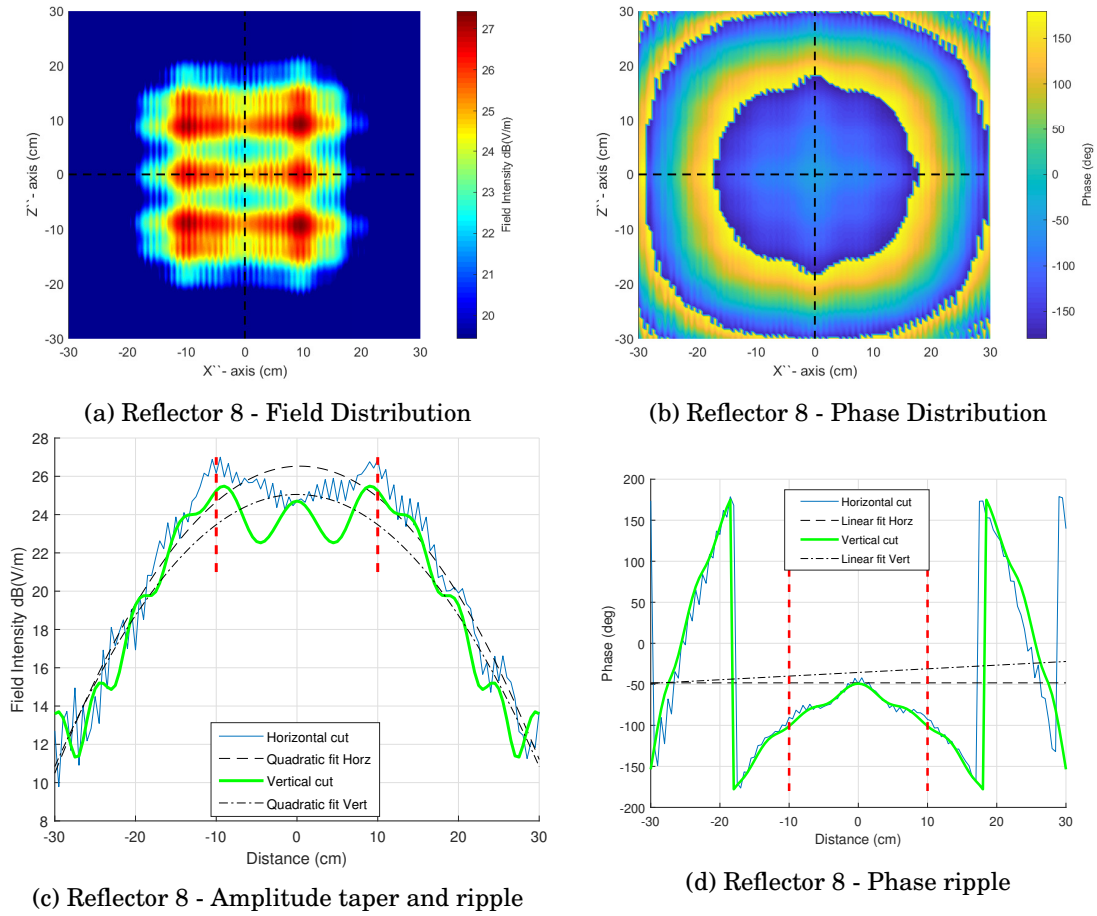 30
20
10
0
10
20
30
-30 -20 -10 0 10 20 30
Z``- axis (cm)
X``- axis (cm)
27
26
25
24
23
22
21
20
Field Intensity dB(V/m)
(a) Reflector 8 - Field Distribution
30
20
10
0
10
20
30
-30 -20 -10 0 10 20 30
Z``- axis (cm)
X``- axis (cm)
150
100
50
0
-50
-100
-150
Phase (deg)
(b) Reflector 8 - Phase Distribution
28
26
24
22
20
18
16
14
12
10
8
-30 -20 -10 0 10 20 30
Field Intensity dB(V/m)
Distance (cm)
Horizontal cut
Quadratic fit Horz
Vertical cut
Quadratic fit Vert
(c) Reflector 8 - Amplitude taper and ripple
200
150
100
50
0
-50
-100
-150
-200
-30 -20 -10 0 10 20 30
Phase (deg)
Distance (cm)
Horizontal cut
Linear fit Horz
Vertical cut
Linear fit Vert
(d) Reflector 8 - Phase ripple